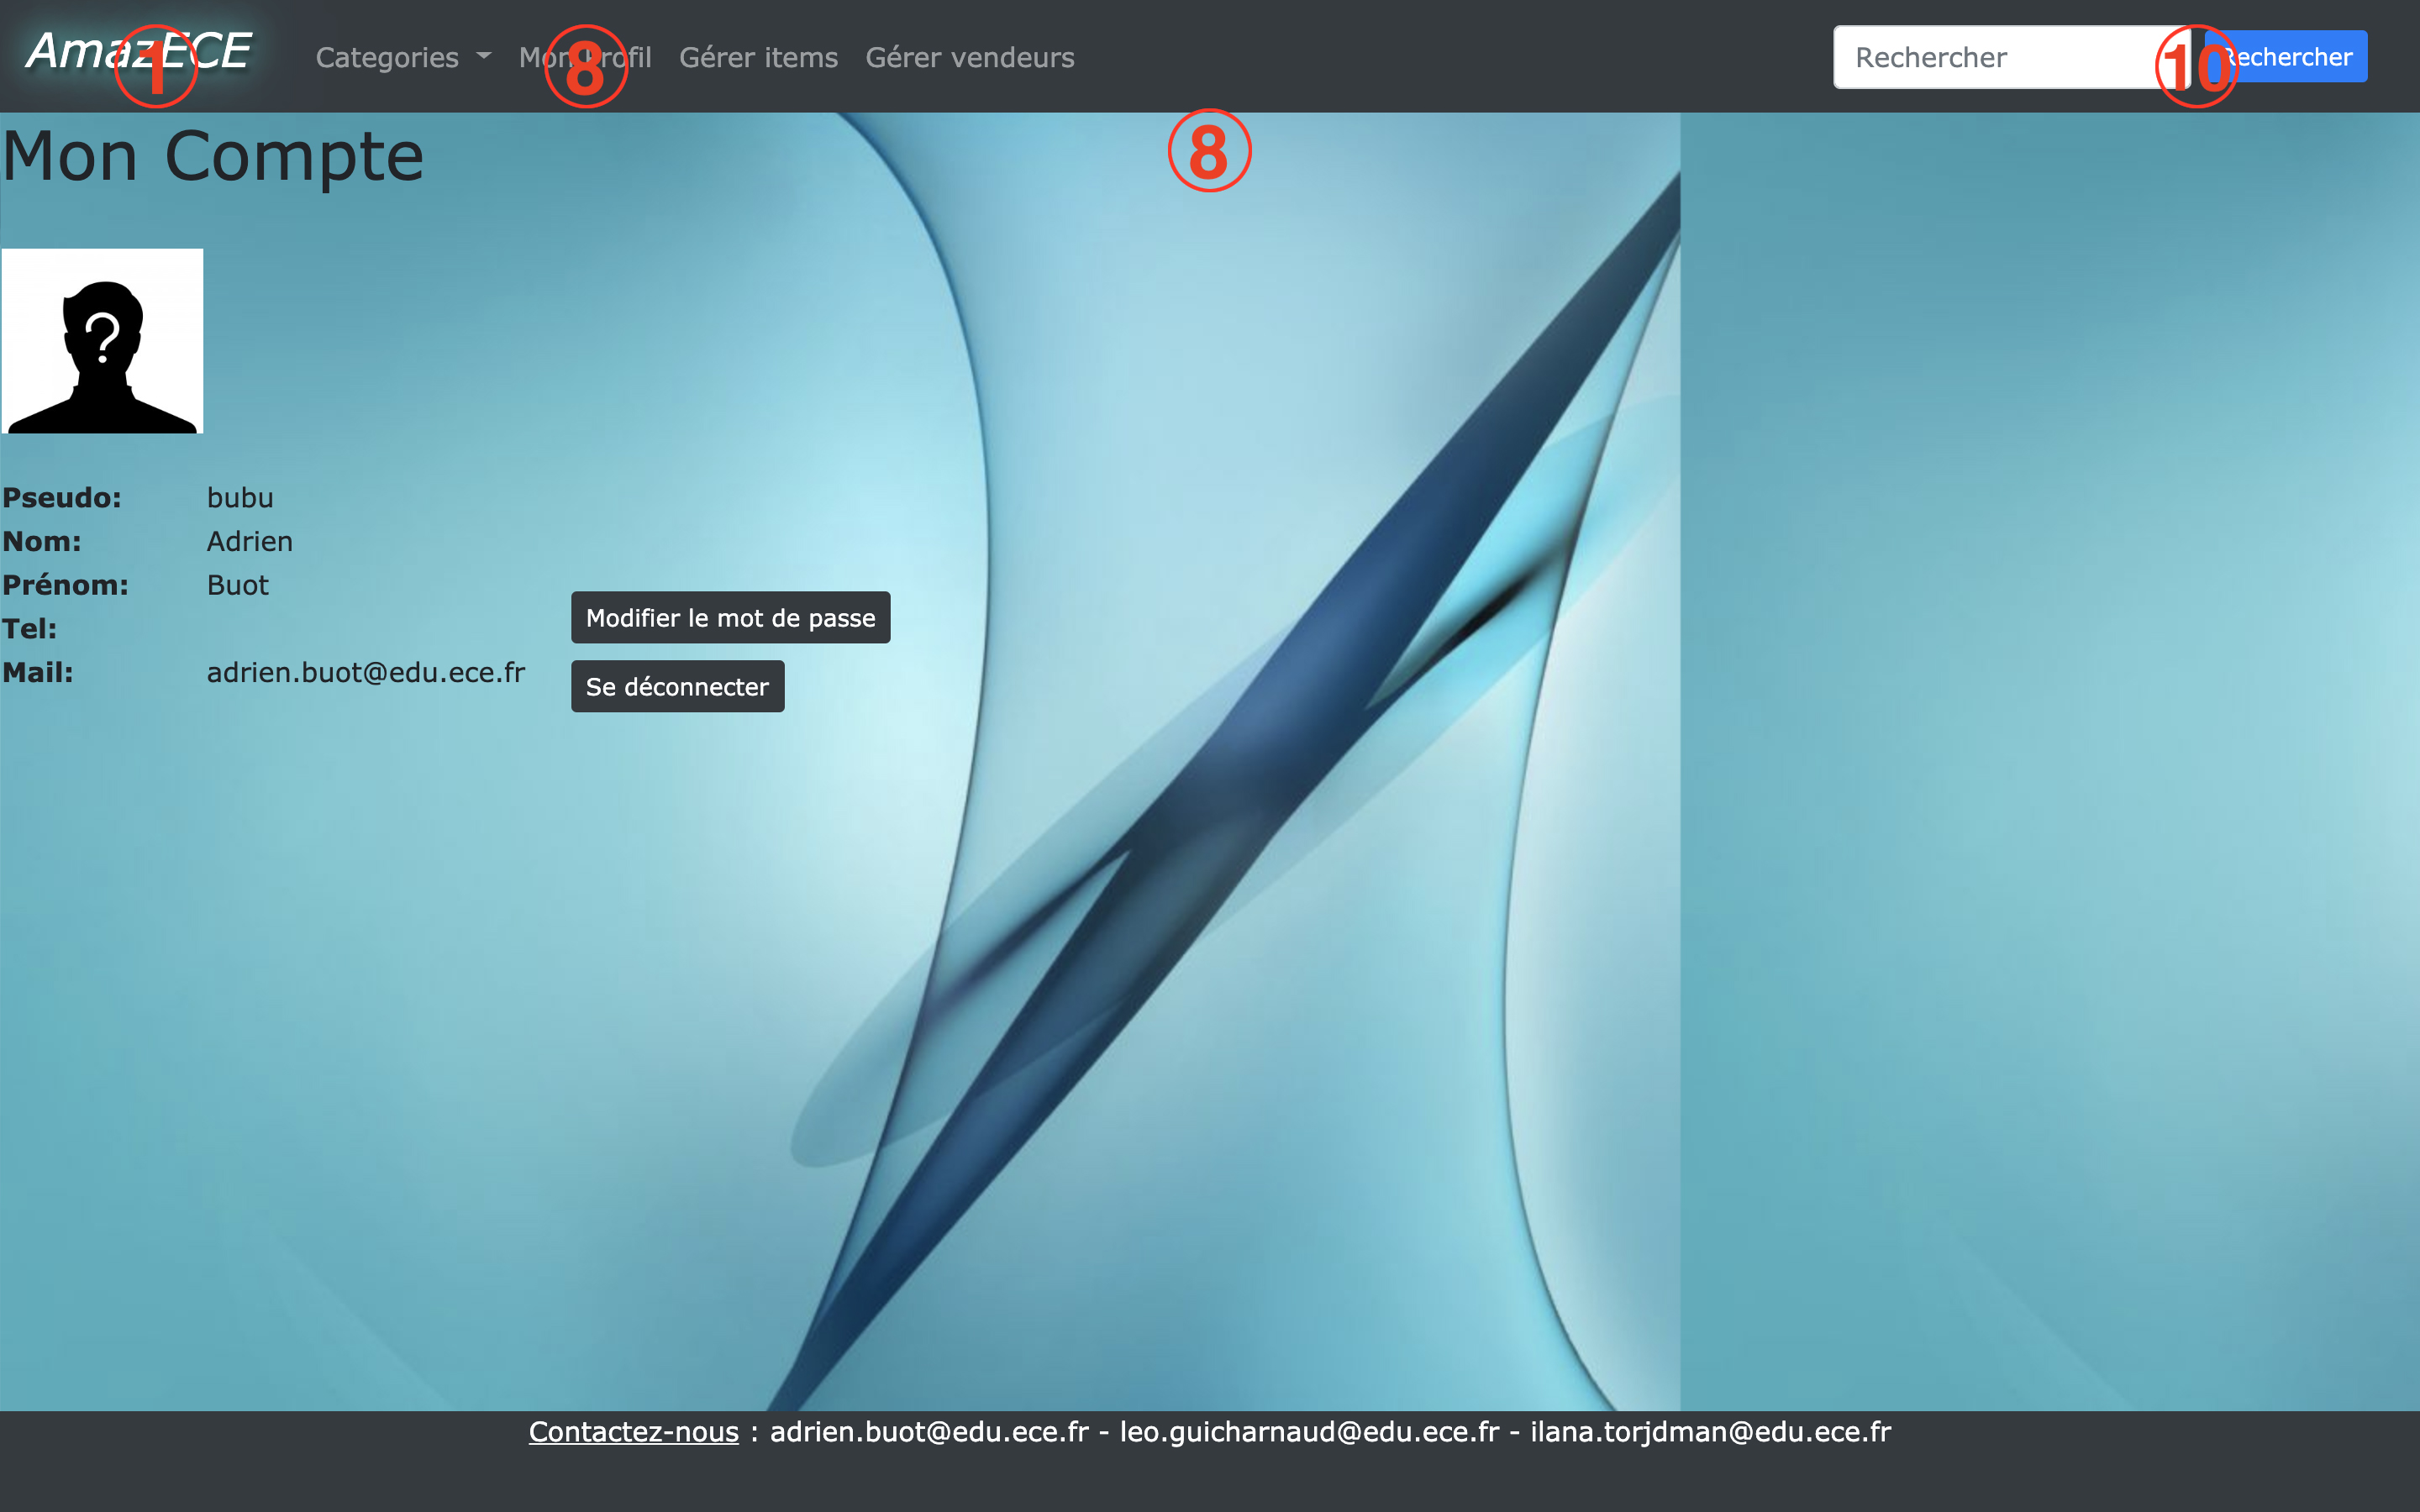 AmazECE Categories Mon Profil Gérer items Gérer vendeurs Rechercher Rechercher
1 8 10
8
Mon Compte
?
Pseudo: bubu
Nom: Adrien
Prénom: Buot
Modifier le mot de passe
Tel:
Mail: adrien.buot@edu.ece.fr
Se déconnecter
Contactez-nous : adrien.buot@edu.ece.fr - leo.guicharnaud@edu.ece.fr - ilana.torjdman@edu.ece.fr